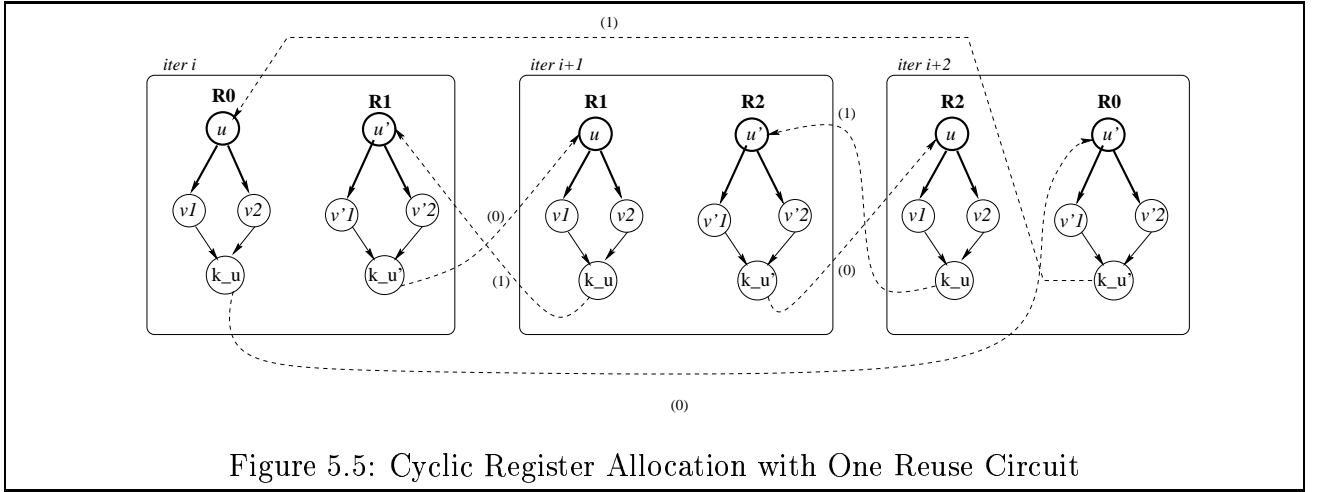 (1)
iter i
iter i+1
iter i+2
R0
R1
R1
R2
R2
R0
u
u'
u
u'
u
u'
(1)
v1
v2
v'1
v'2
v1
v2
v'1
v'2
v1
v2
v'1
v'2
(0)
k_u
k_u'
(1)
k_u
k_u'
(0)
k_u
k_u'
(0)
Figure 5.5: Cyclic Register Allocation with One Reuse Circuit